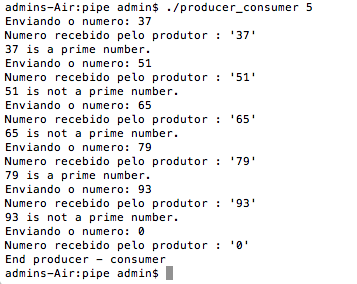 admins-Air:pipe admin$ ./producer_consumer 5
Enviando o numero: 37
Numero recebido pelo produtor : '37'
37 is a prime number.
Enviando o numero: 51
Numero recebido pelo produtor : '51'
51 is not a prime number.
Enviando o numero: 65
Numero recebido pelo produtor : '65'
65 is not a prime number.
Enviando o numero: 79
Numero recebido pelo produtor : '79'
79 is a prime number.
Enviando o numero: 93
Numero recebido pelo produtor : '93'
93 is not a prime number.
Enviando o numero: 0
Numero recebido pelo produtor : '0'
End producer - consumer
admins-Air:pipe admin$